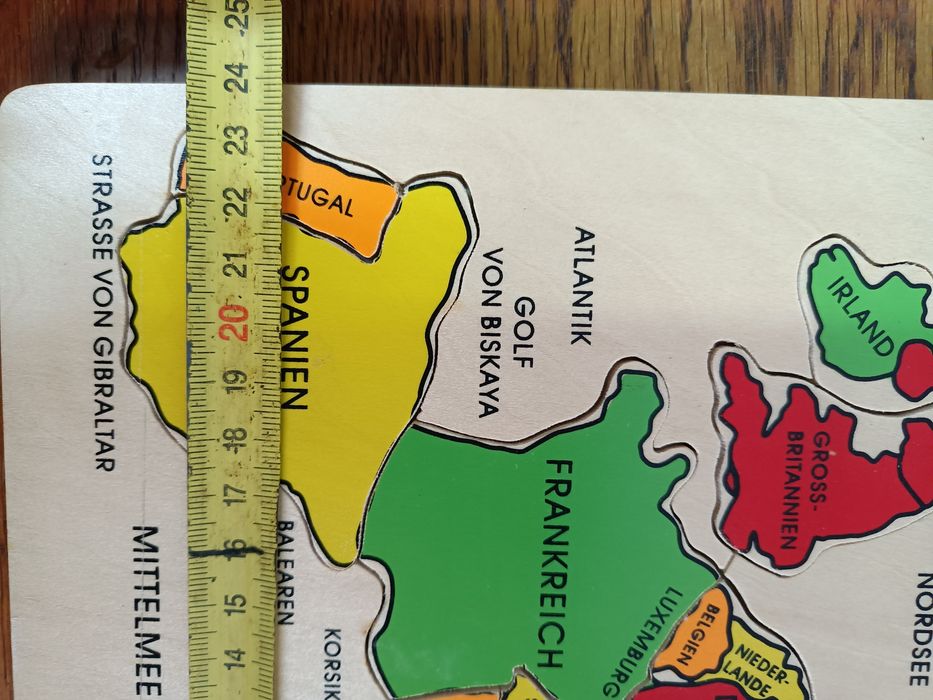 STRASSE VON GIBRALTAR
MITTELMEE
BALEAREN
KORSIK
SPANIEN
RTUGAL
GOLF
VON BISKAYA
ATLANTIK
FRANKREICH
IRLAND
GROSS-
BRITANNIEN
NORDSEE
LUXEMBURG
BELGIEN
NIEDER-
LANDE
25
24
23
22
21
20
19
18
17
16
15
14